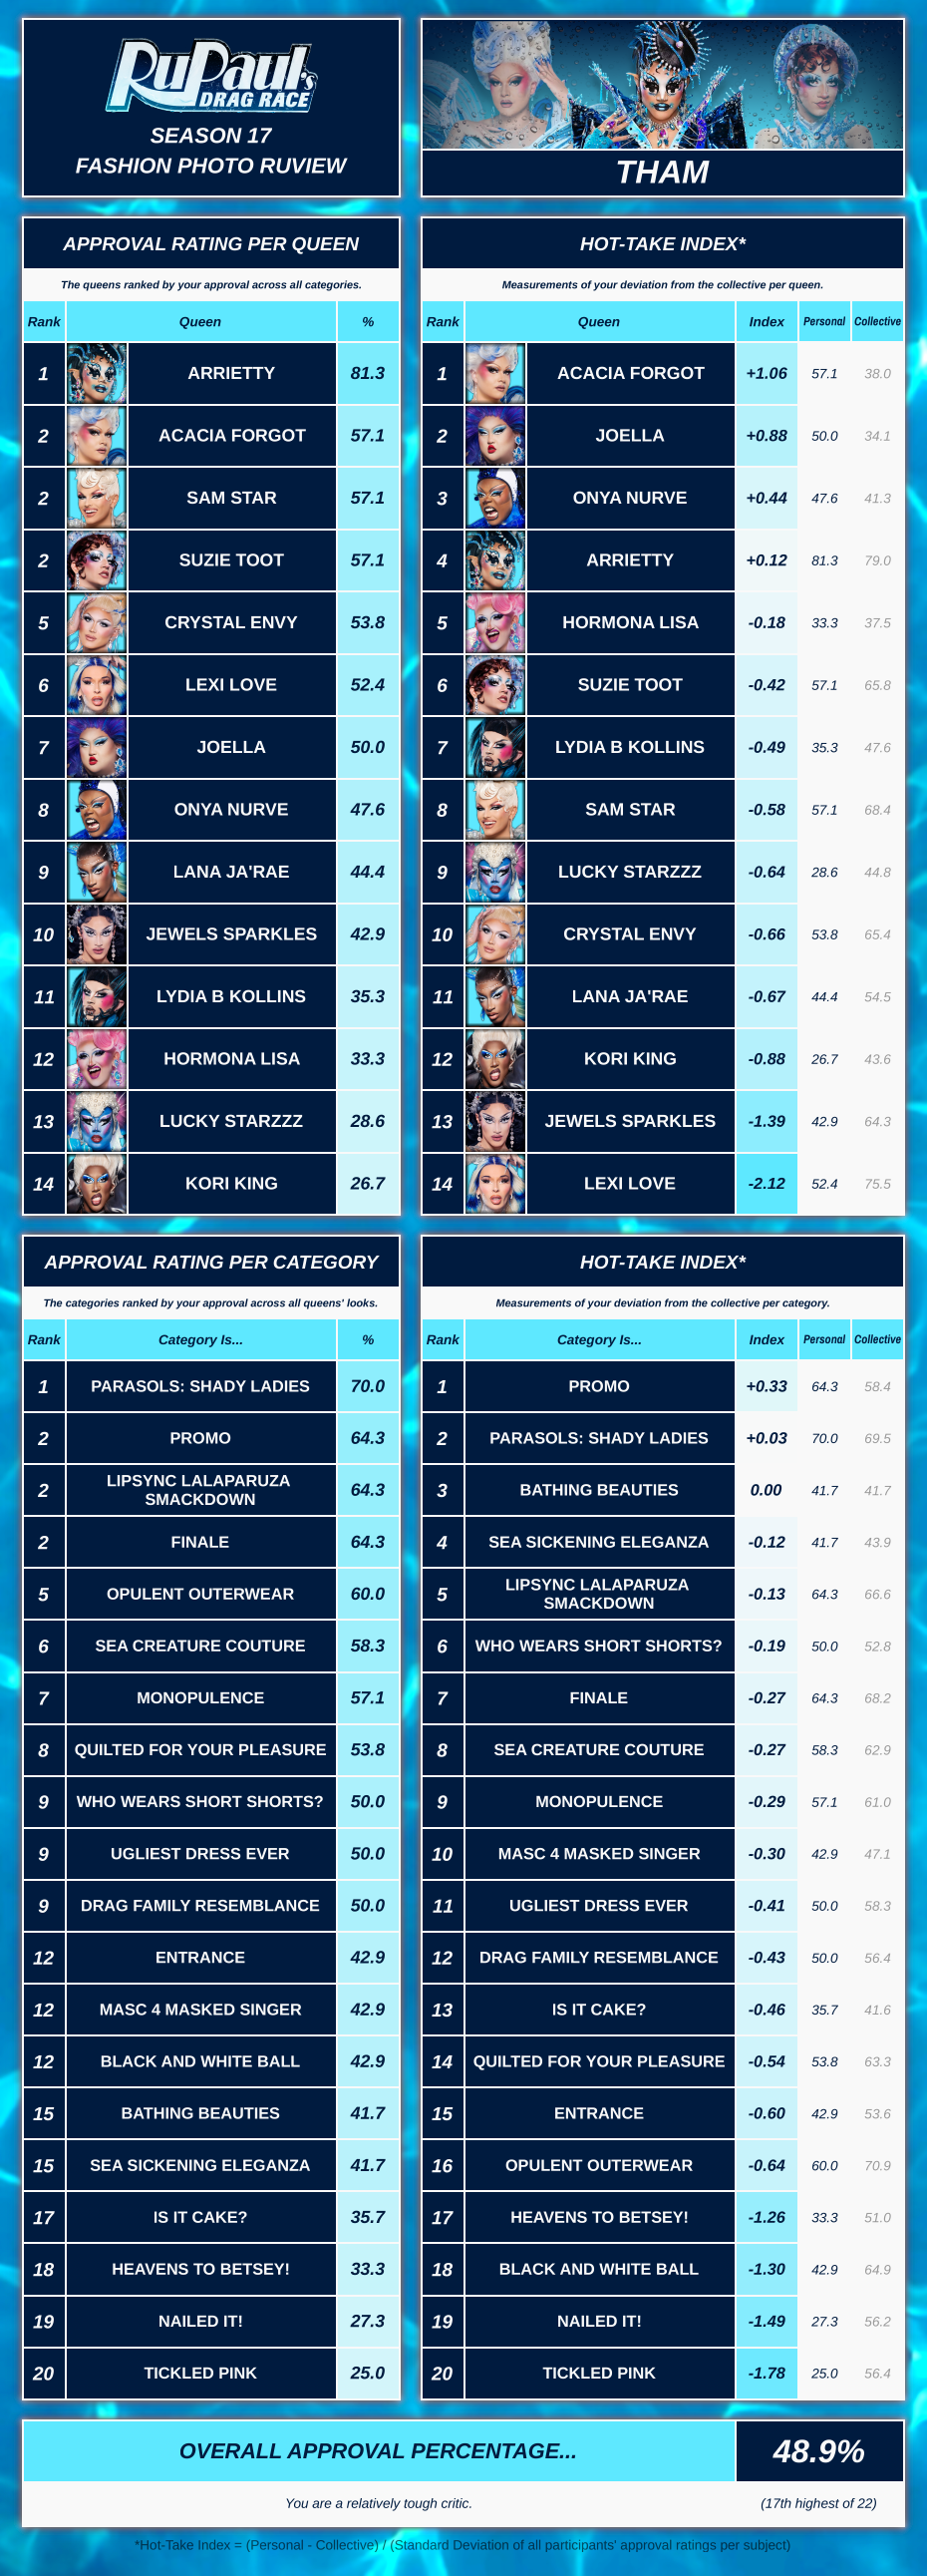 RuPaul's
DRAG RACE
SEASON 17
FASHION PHOTO RUVIEW
THAM
APPROVAL RATING PER QUEEN
The queens ranked by your approval across all categories.
Rank Queen %
1 ARRIETTY 81.3
2 ACACIA FORGOT 57.1
2 SAM STAR 57.1
2 SUZIE TOOT 57.1
5 CRYSTAL ENVY 53.8
6 LEXI LOVE 52.4
7 JOELLA 50.0
8 ONYA NURVE 47.6
9 LANA JA'RAE 44.4
10 JEWELS SPARKLES 42.9
11 LYDIA B KOLLINS 35.3
12 HORMONA LISA 33.3
13 LUCKY STARZZZ 28.6
14 KORI KING 26.7
HOT-TAKE INDEX*
Measurements of your deviation from the collective per queen.
Rank Queen Index Personal Collective
1 ACACIA FORGOT +1.06 57.1 38.0
2 JOELLA +0.88 50.0 34.1
3 ONYA NURVE +0.44 47.6 41.3
4 ARRIETTY +0.12 81.3 79.0
5 HORMONA LISA -0.18 33.3 37.5
6 SUZIE TOOT -0.42 57.1 65.8
7 LYDIA B KOLLINS -0.49 35.3 47.6
8 SAM STAR -0.58 57.1 68.4
9 LUCKY STARZZZ -0.64 28.6 44.8
10 CRYSTAL ENVY -0.66 53.8 65.4
11 LANA JA'RAE -0.67 44.4 54.5
12 KORI KING -0.88 26.7 43.6
13 JEWELS SPARKLES -1.39 42.9 64.3
14 LEXI LOVE -2.12 52.4 75.5
APPROVAL RATING PER CATEGORY
The categories ranked by your approval across all queens' looks.
Rank Category Is... %
1 PARASOLS: SHADY LADIES 70.0
2 PROMO 64.3
2 LIPSYNC LALAPARUZA
SMACKDOWN 64.3
2 FINALE 64.3
5 OPULENT OUTERWEAR 60.0
6 SEA CREATURE COUTURE 58.3
7 MONOPULENCE 57.1
8 QUILTED FOR YOUR PLEASURE 53.8
9 WHO WEARS SHORT SHORTS? 50.0
9 UGLIEST DRESS EVER 50.0
9 DRAG FAMILY RESEMBLANCE 50.0
12 ENTRANCE 42.9
12 MASC 4 MASKED SINGER 42.9
12 BLACK AND WHITE BALL 42.9
15 BATHING BEAUTIES 41.7
15 SEA SICKENING ELEGANZA 41.7
17 IS IT CAKE? 35.7
18 HEAVENS TO BETSEY! 33.3
19 NAILED IT! 27.3
20 TICKLED PINK 25.0
HOT-TAKE INDEX*
Measurements of your deviation from the collective per category.
Rank Category Is... Index Personal Collective
1 PROMO +0.33 64.3 58.4
2 PARASOLS: SHADY LADIES +0.03 70.0 69.5
3 BATHING BEAUTIES 0.00 41.7 41.7
4 SEA SICKENING ELEGANZA -0.12 41.7 43.9
5 LIPSYNC LALAPARUZA
SMACKDOWN -0.13 64.3 66.6
6 WHO WEARS SHORT SHORTS? -0.19 50.0 52.8
7 FINALE -0.27 64.3 68.2
8 SEA CREATURE COUTURE -0.27 58.3 62.9
9 MONOPULENCE -0.29 57.1 61.0
10 MASC 4 MASKED SINGER -0.30 42.9 47.1
11 UGLIEST DRESS EVER -0.41 50.0 58.3
12 DRAG FAMILY RESEMBLANCE -0.43 50.0 56.4
13 IS IT CAKE? -0.46 35.7 41.6
14 QUILTED FOR YOUR PLEASURE -0.54 53.8 63.3
15 ENTRANCE -0.60 42.9 53.6
16 OPULENT OUTERWEAR -0.64 60.0 70.9
17 HEAVENS TO BETSEY! -1.26 33.3 51.0
18 BLACK AND WHITE BALL -1.30 42.9 64.9
19 NAILED IT! -1.49 27.3 56.2
20 TICKLED PINK -1.78 25.0 56.4
OVERALL APPROVAL PERCENTAGE... 48.9%
You are a relatively tough critic. (17th highest of 22)
*Hot-Take Index = (Personal - Collective) / (Standard Deviation of all participants' approval ratings per subject)